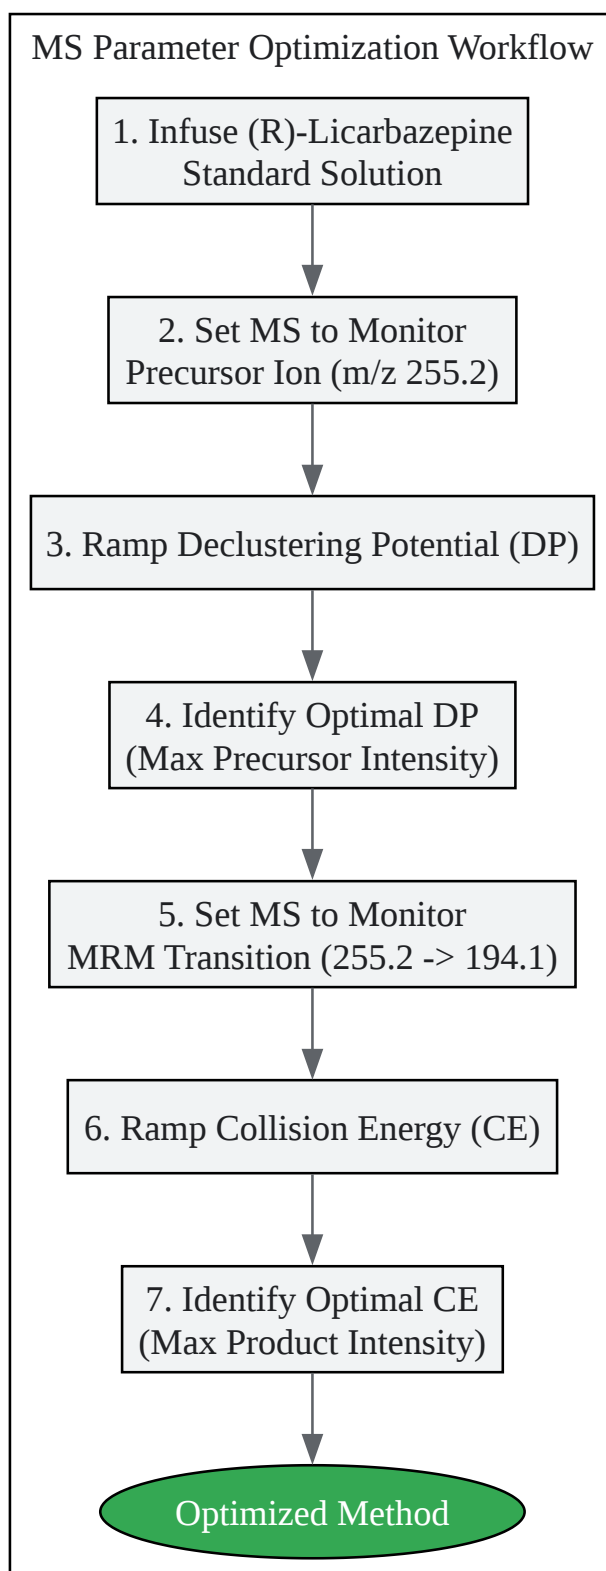 MS Parameter Optimization Workflow
1. Infuse (R)-Licarbazepine
Standard Solution
2. Set MS to Monitor
Precursor Ion (m/z 255.2)
3. Ramp Declustering Potential (DP)
4. Identify Optimal DP
(Max Precursor Intensity)
5. Set MS to Monitor
MRM Transition (255.2 -> 194.1)
6. Ramp Collision Energy (CE)
7. Identify Optimal CE
(Max Product Intensity)
Optimized Method